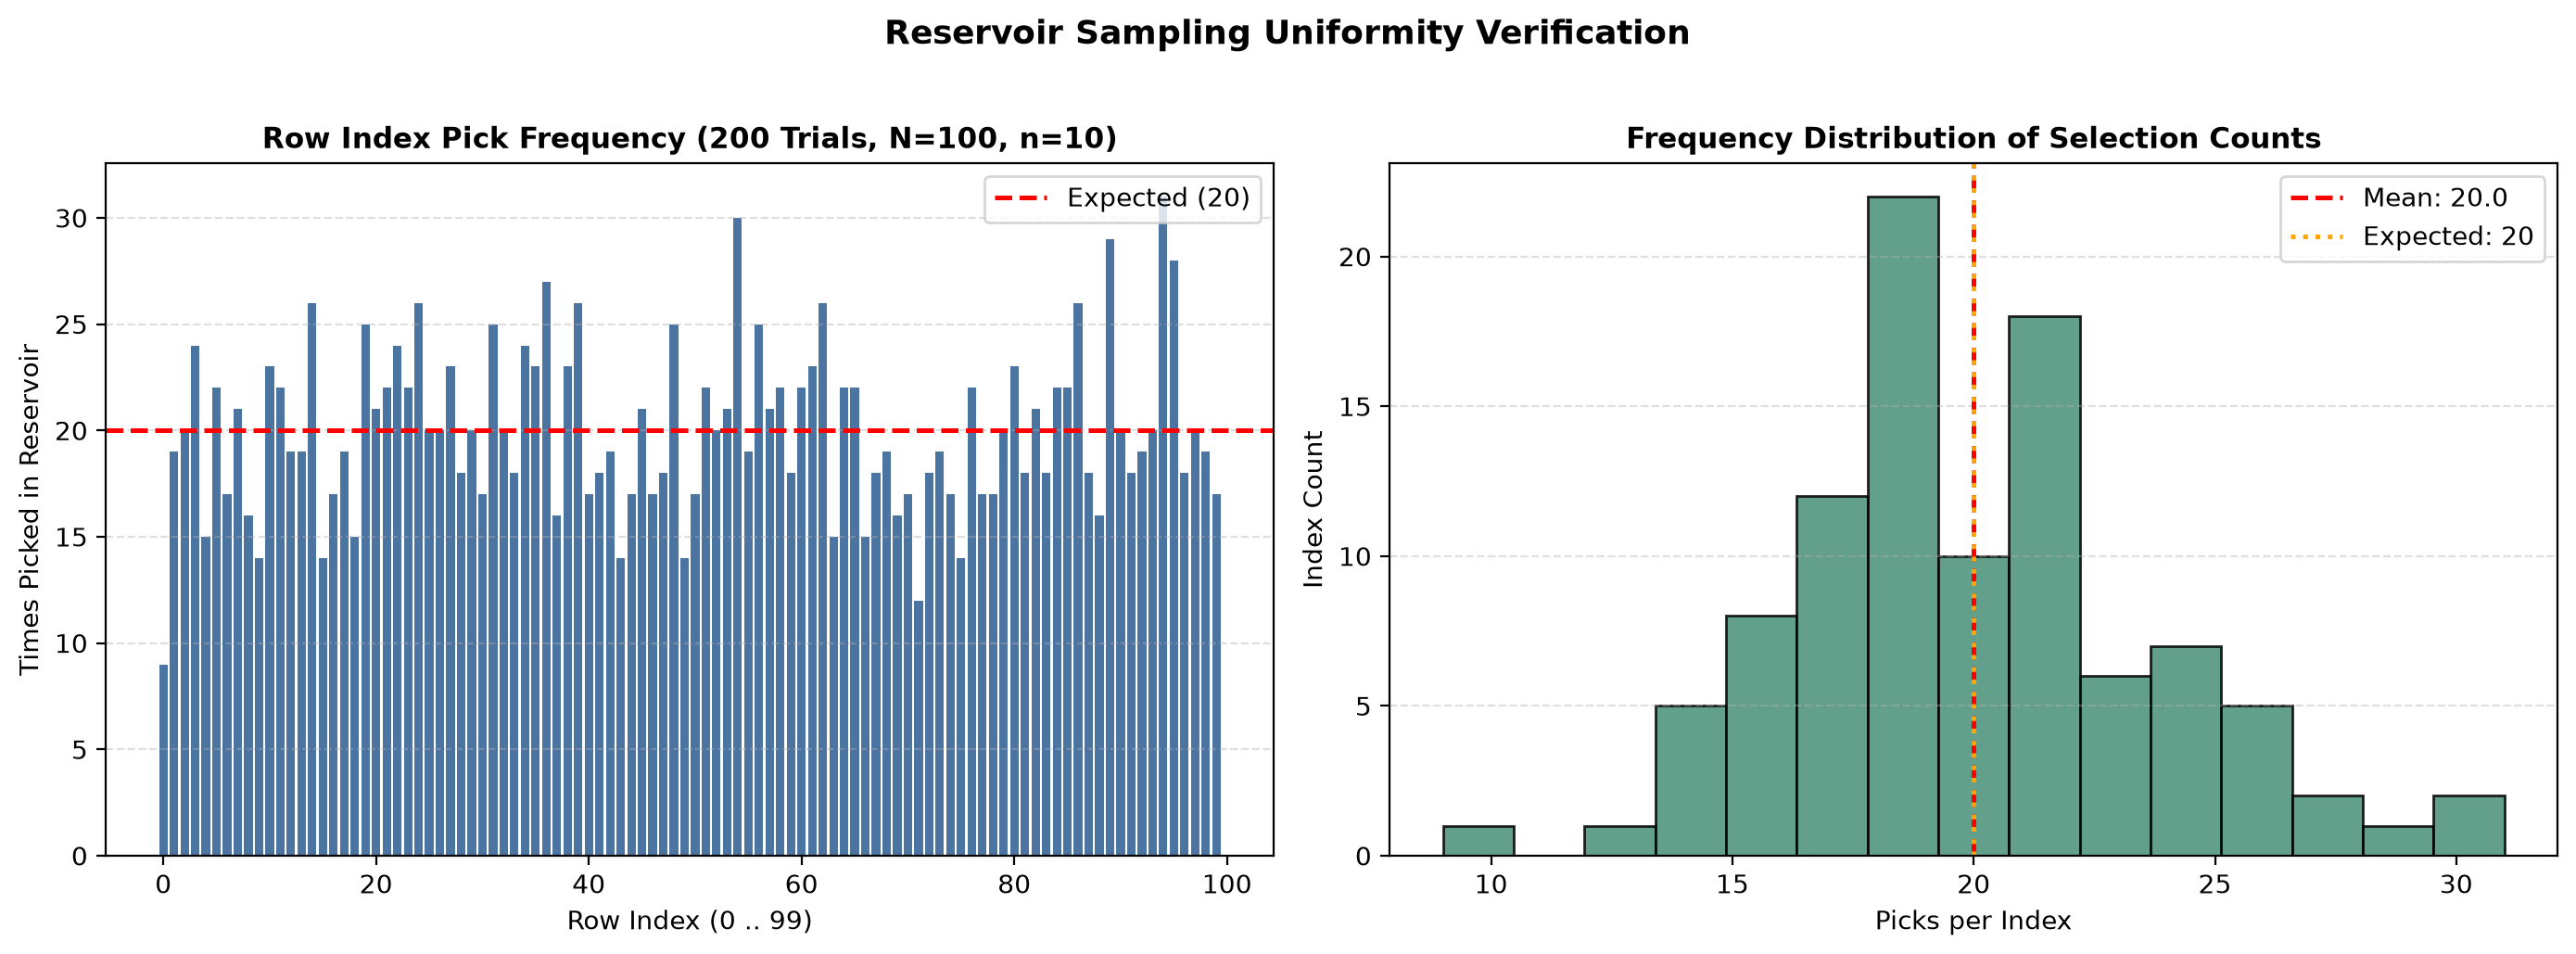 Reservoir Sampling Uniformity Verification
Row Index Pick Frequency (200 Trials, N=100, n=10)
Expected (20)
30
25
20
15
10
5
0
Times Picked in Reservoir
0 20 40 60 80 100
Row Index (0 .. 99)
Frequency Distribution of Selection Counts
Mean: 20.0
Expected: 20
20
15
10
5
0
Index Count
10 15 20 25 30
Picks per Index